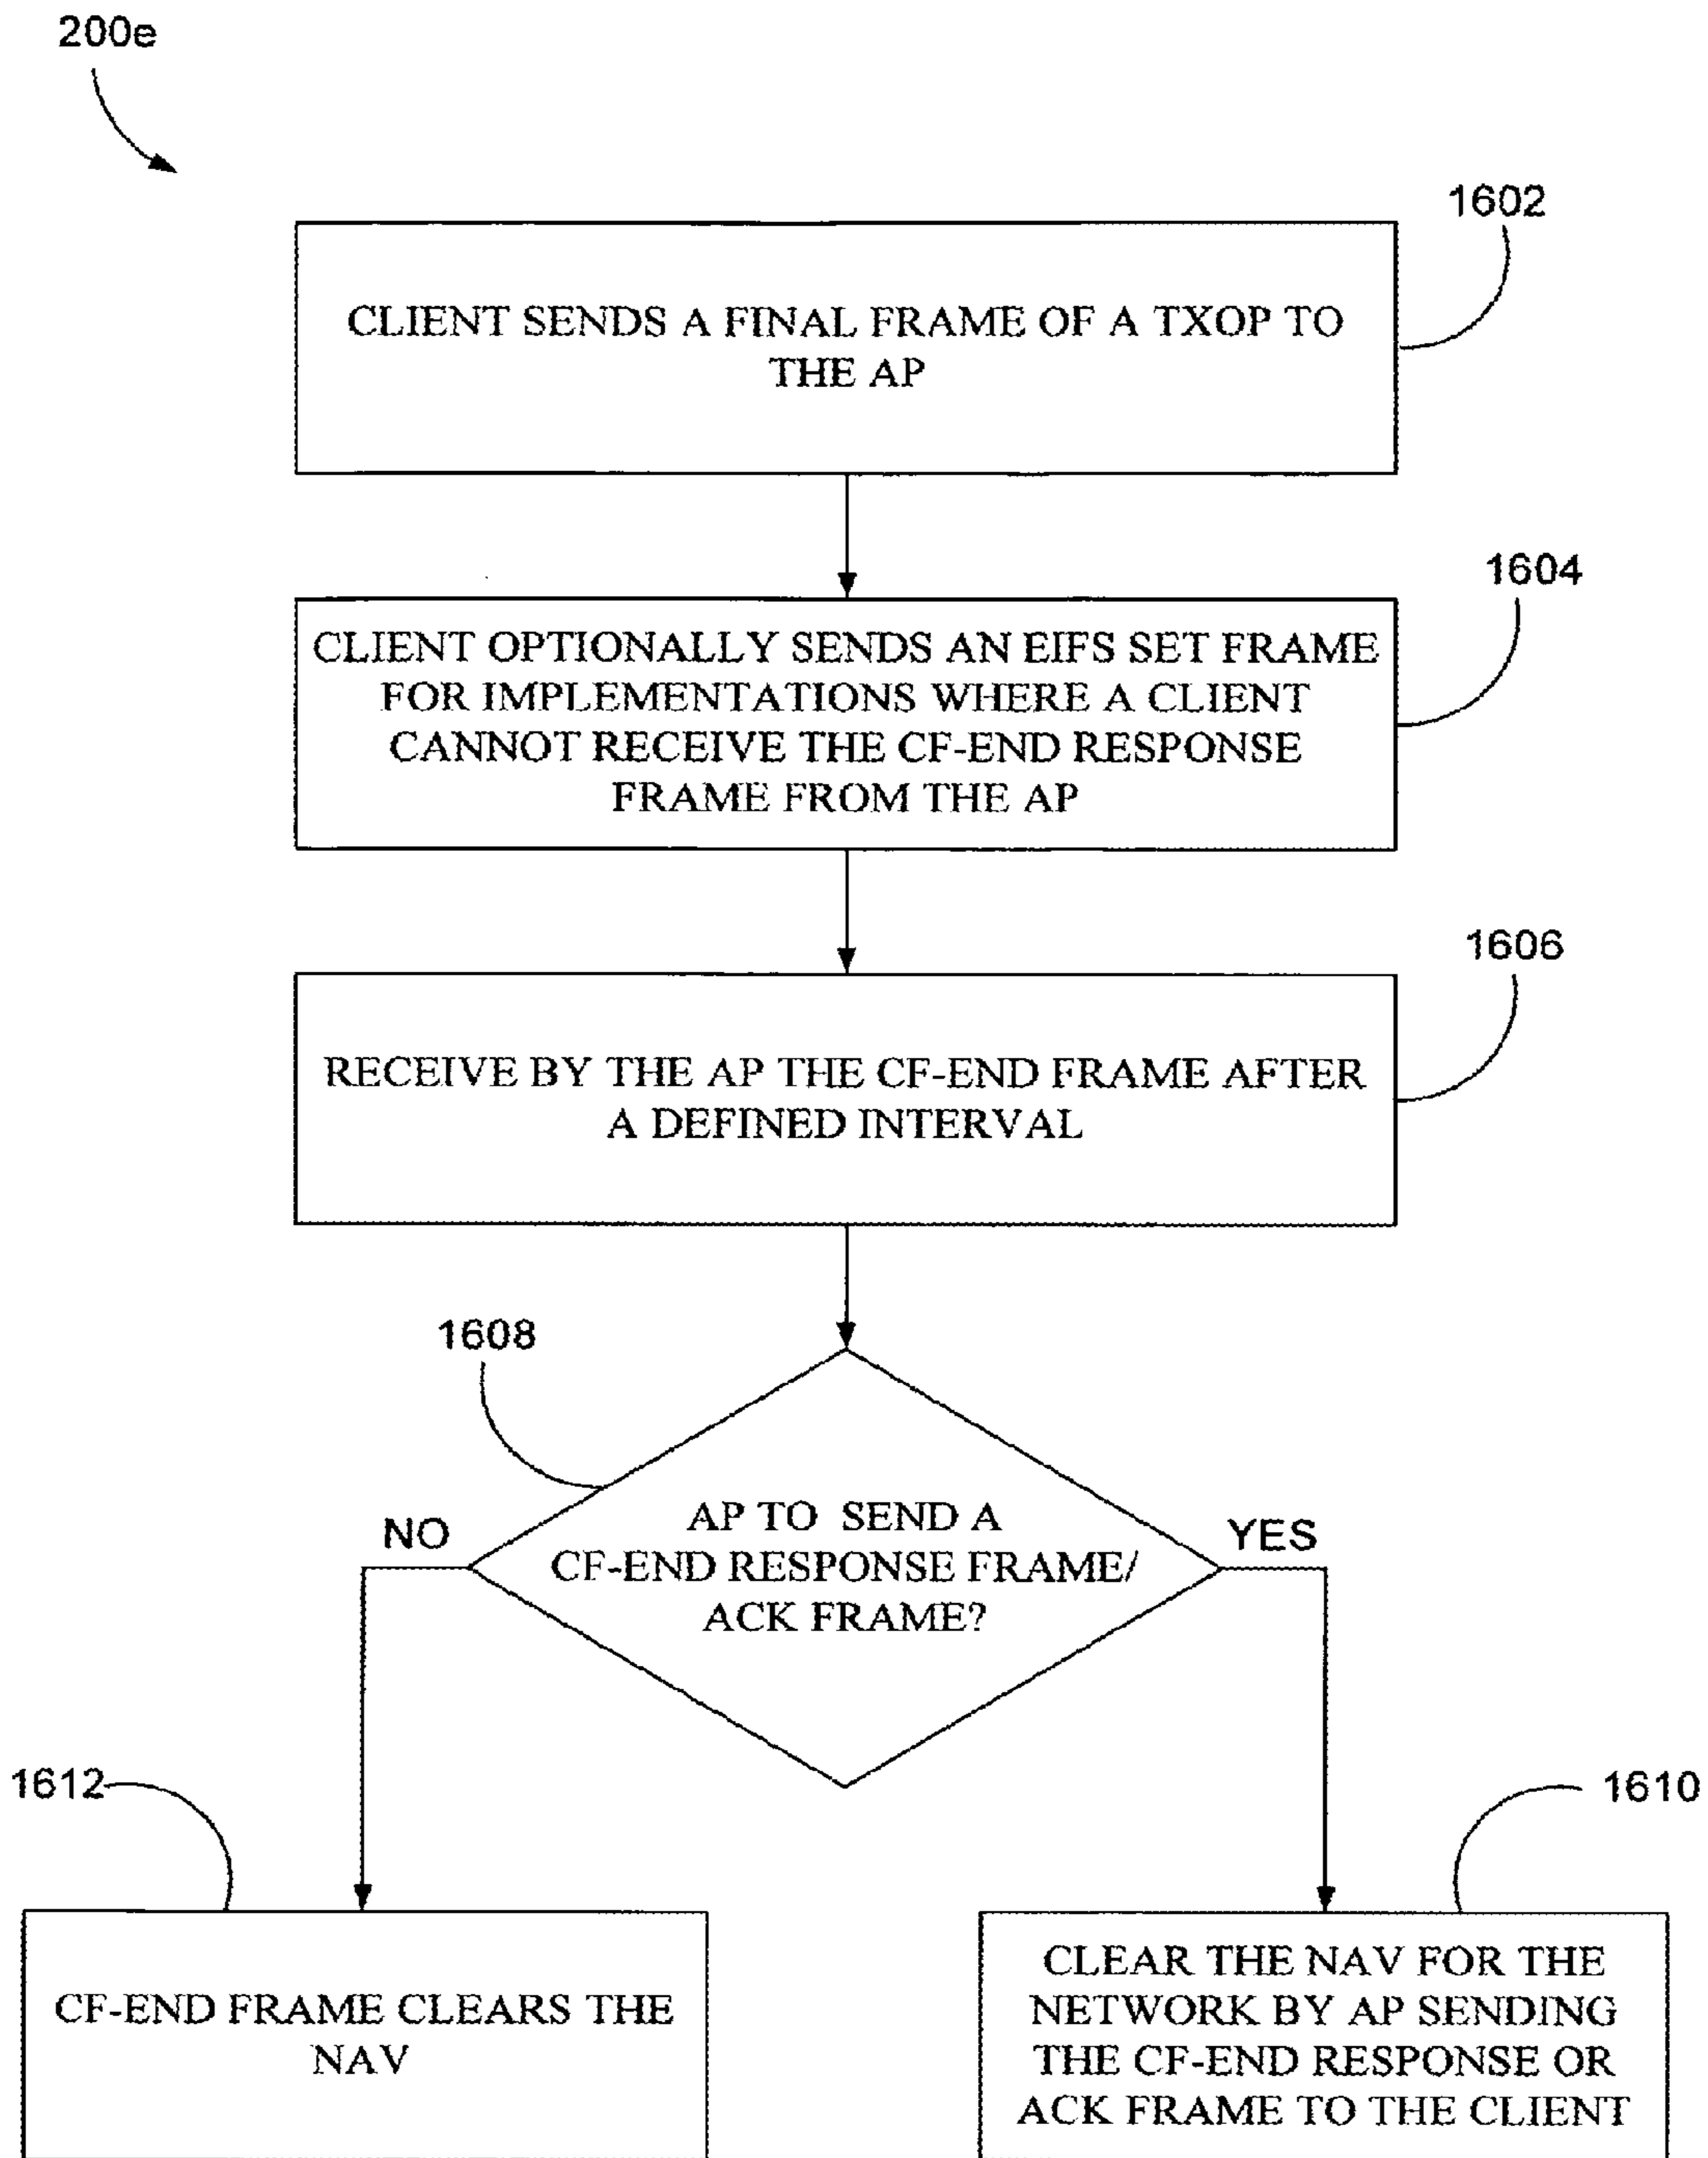 200e
1602
CLIENT SENDS A FINAL FRAME OF A TXOP TO
THE AP
1604
CLIENT OPTIONALLY SENDS AN EIFS SET FRAME
FOR IMPLEMENTATIONS WHERE A CLIENT
CANNOT RECEIVE THE CF-END RESPONSE
FRAME FROM THE AP
1606
RECEIVE BY THE AP THE CF-END FRAME AFTER
A DEFINED INTERVAL
1608
AP TO SEND A
CF-END RESPONSE FRAME/
ACK FRAME?
NO
YES
1612
CF-END FRAME CLEARS THE
NAV
1610
CLEAR THE NAV FOR THE
NETWORK BY AP SENDING
THE CF-END RESPONSE OR
ACK FRAME TO THE CLIENT